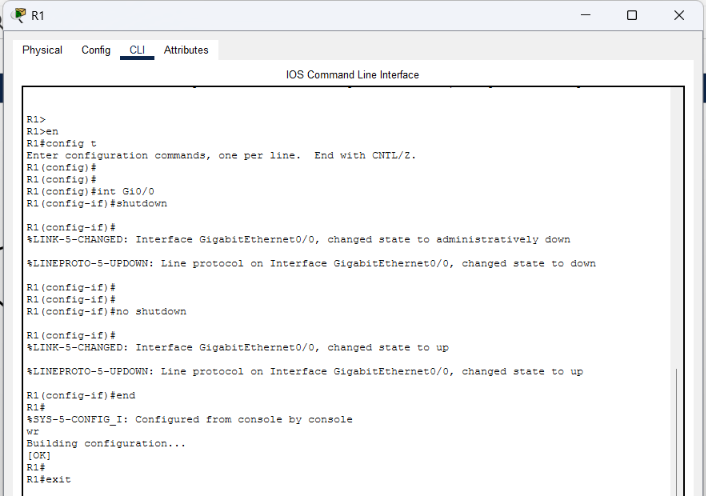 R1
Physical Config CLI Attributes
IOS Command Line Interface
R1>
R1>en
R1#config t
Enter configuration commands, one per line.  End with CNTL/Z.
R1(config)#
R1(config)#
R1(config)#int Gi0/0
R1(config-if)#shutdown
R1(config-if)#
%LINK-5-CHANGED: Interface GigabitEthernet0/0, changed state to administratively down
%LINEPROTO-5-UPDOWN: Line protocol on Interface GigabitEthernet0/0, changed state to down
R1(config-if)#
R1(config-if)#
R1(config-if)#no shutdown
R1(config-if)#
%LINK-5-CHANGED: Interface GigabitEthernet0/0, changed state to up
%LINEPROTO-5-UPDOWN: Line protocol on Interface GigabitEthernet0/0, changed state to up
R1(config-if)#end
R1#
%SYS-5-CONFIG_I: Configured from console by console
wr
Building configuration...
[OK]
R1#
R1#exit